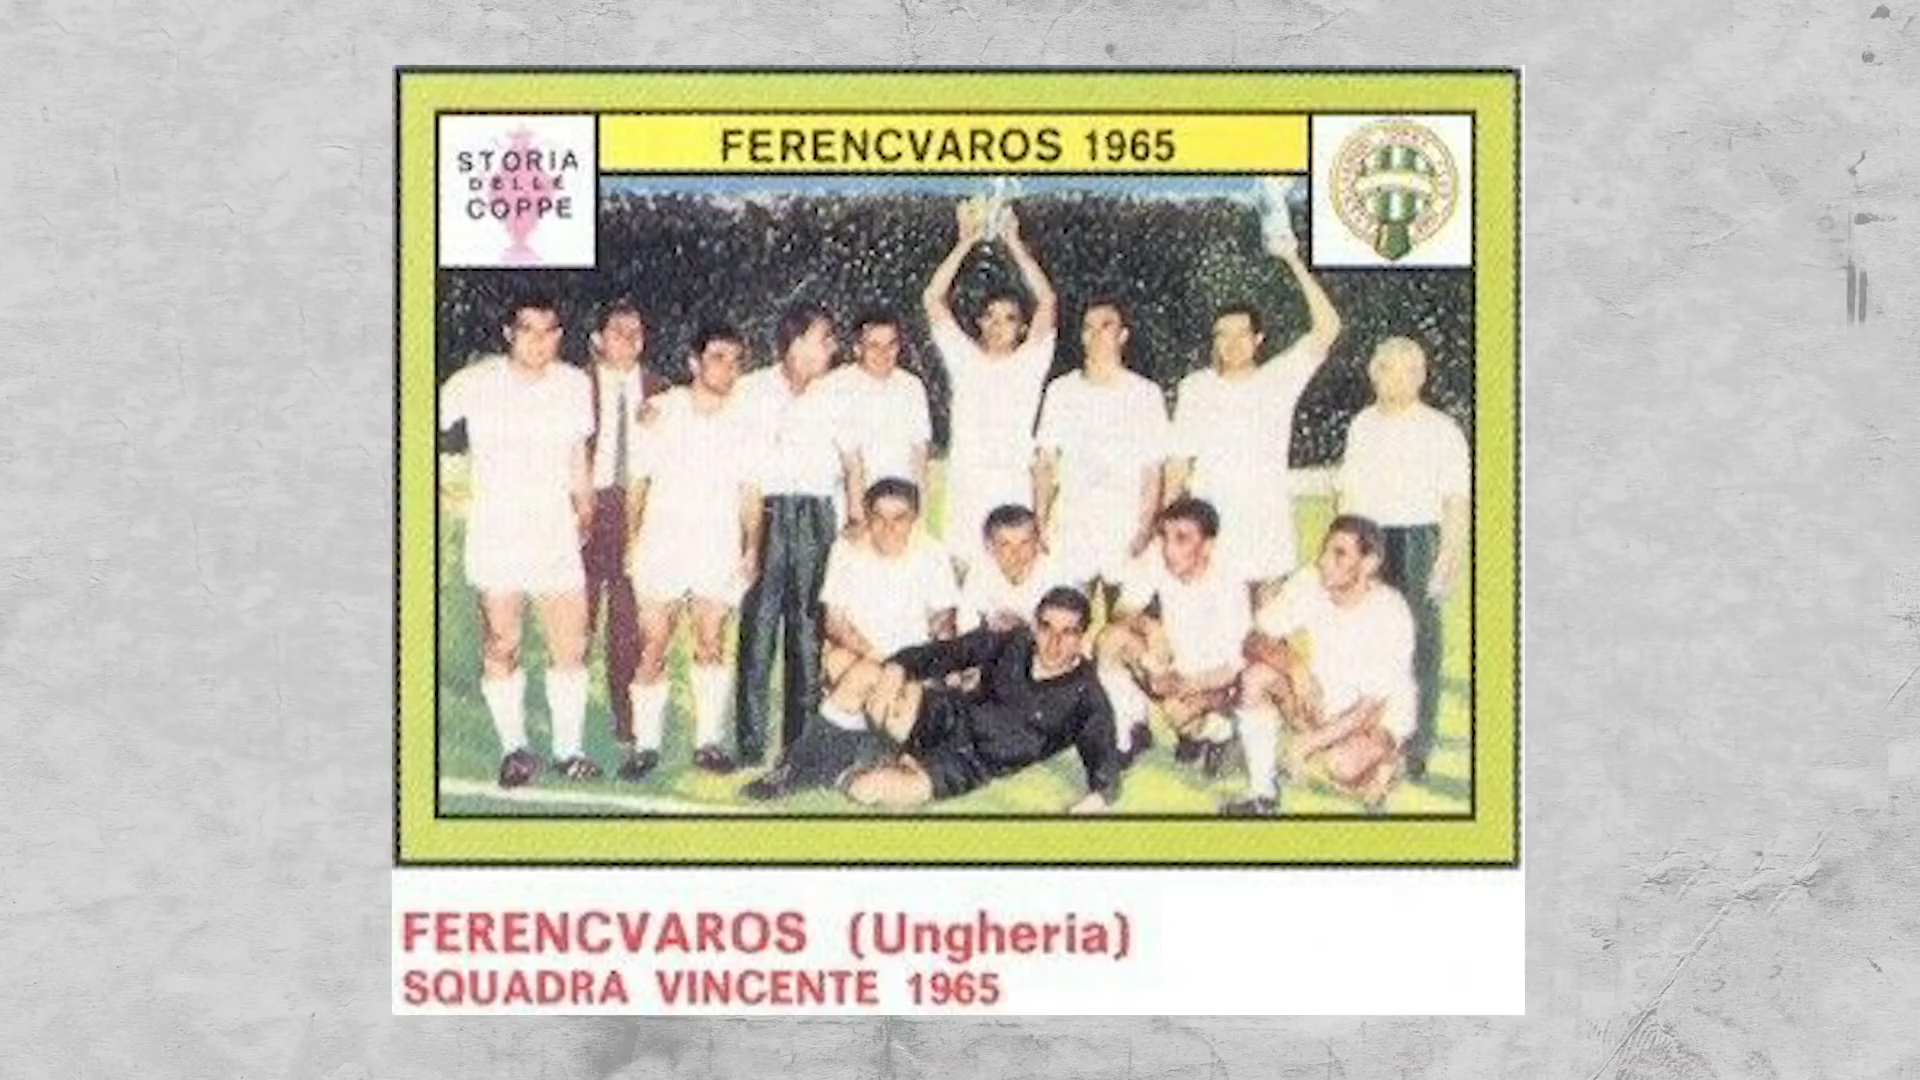 STORIA
DELLE
COPPE
FERENCVAROS 1965
FERENCVAROS (Ungheria)
SQUADRA VINCENTE 1965